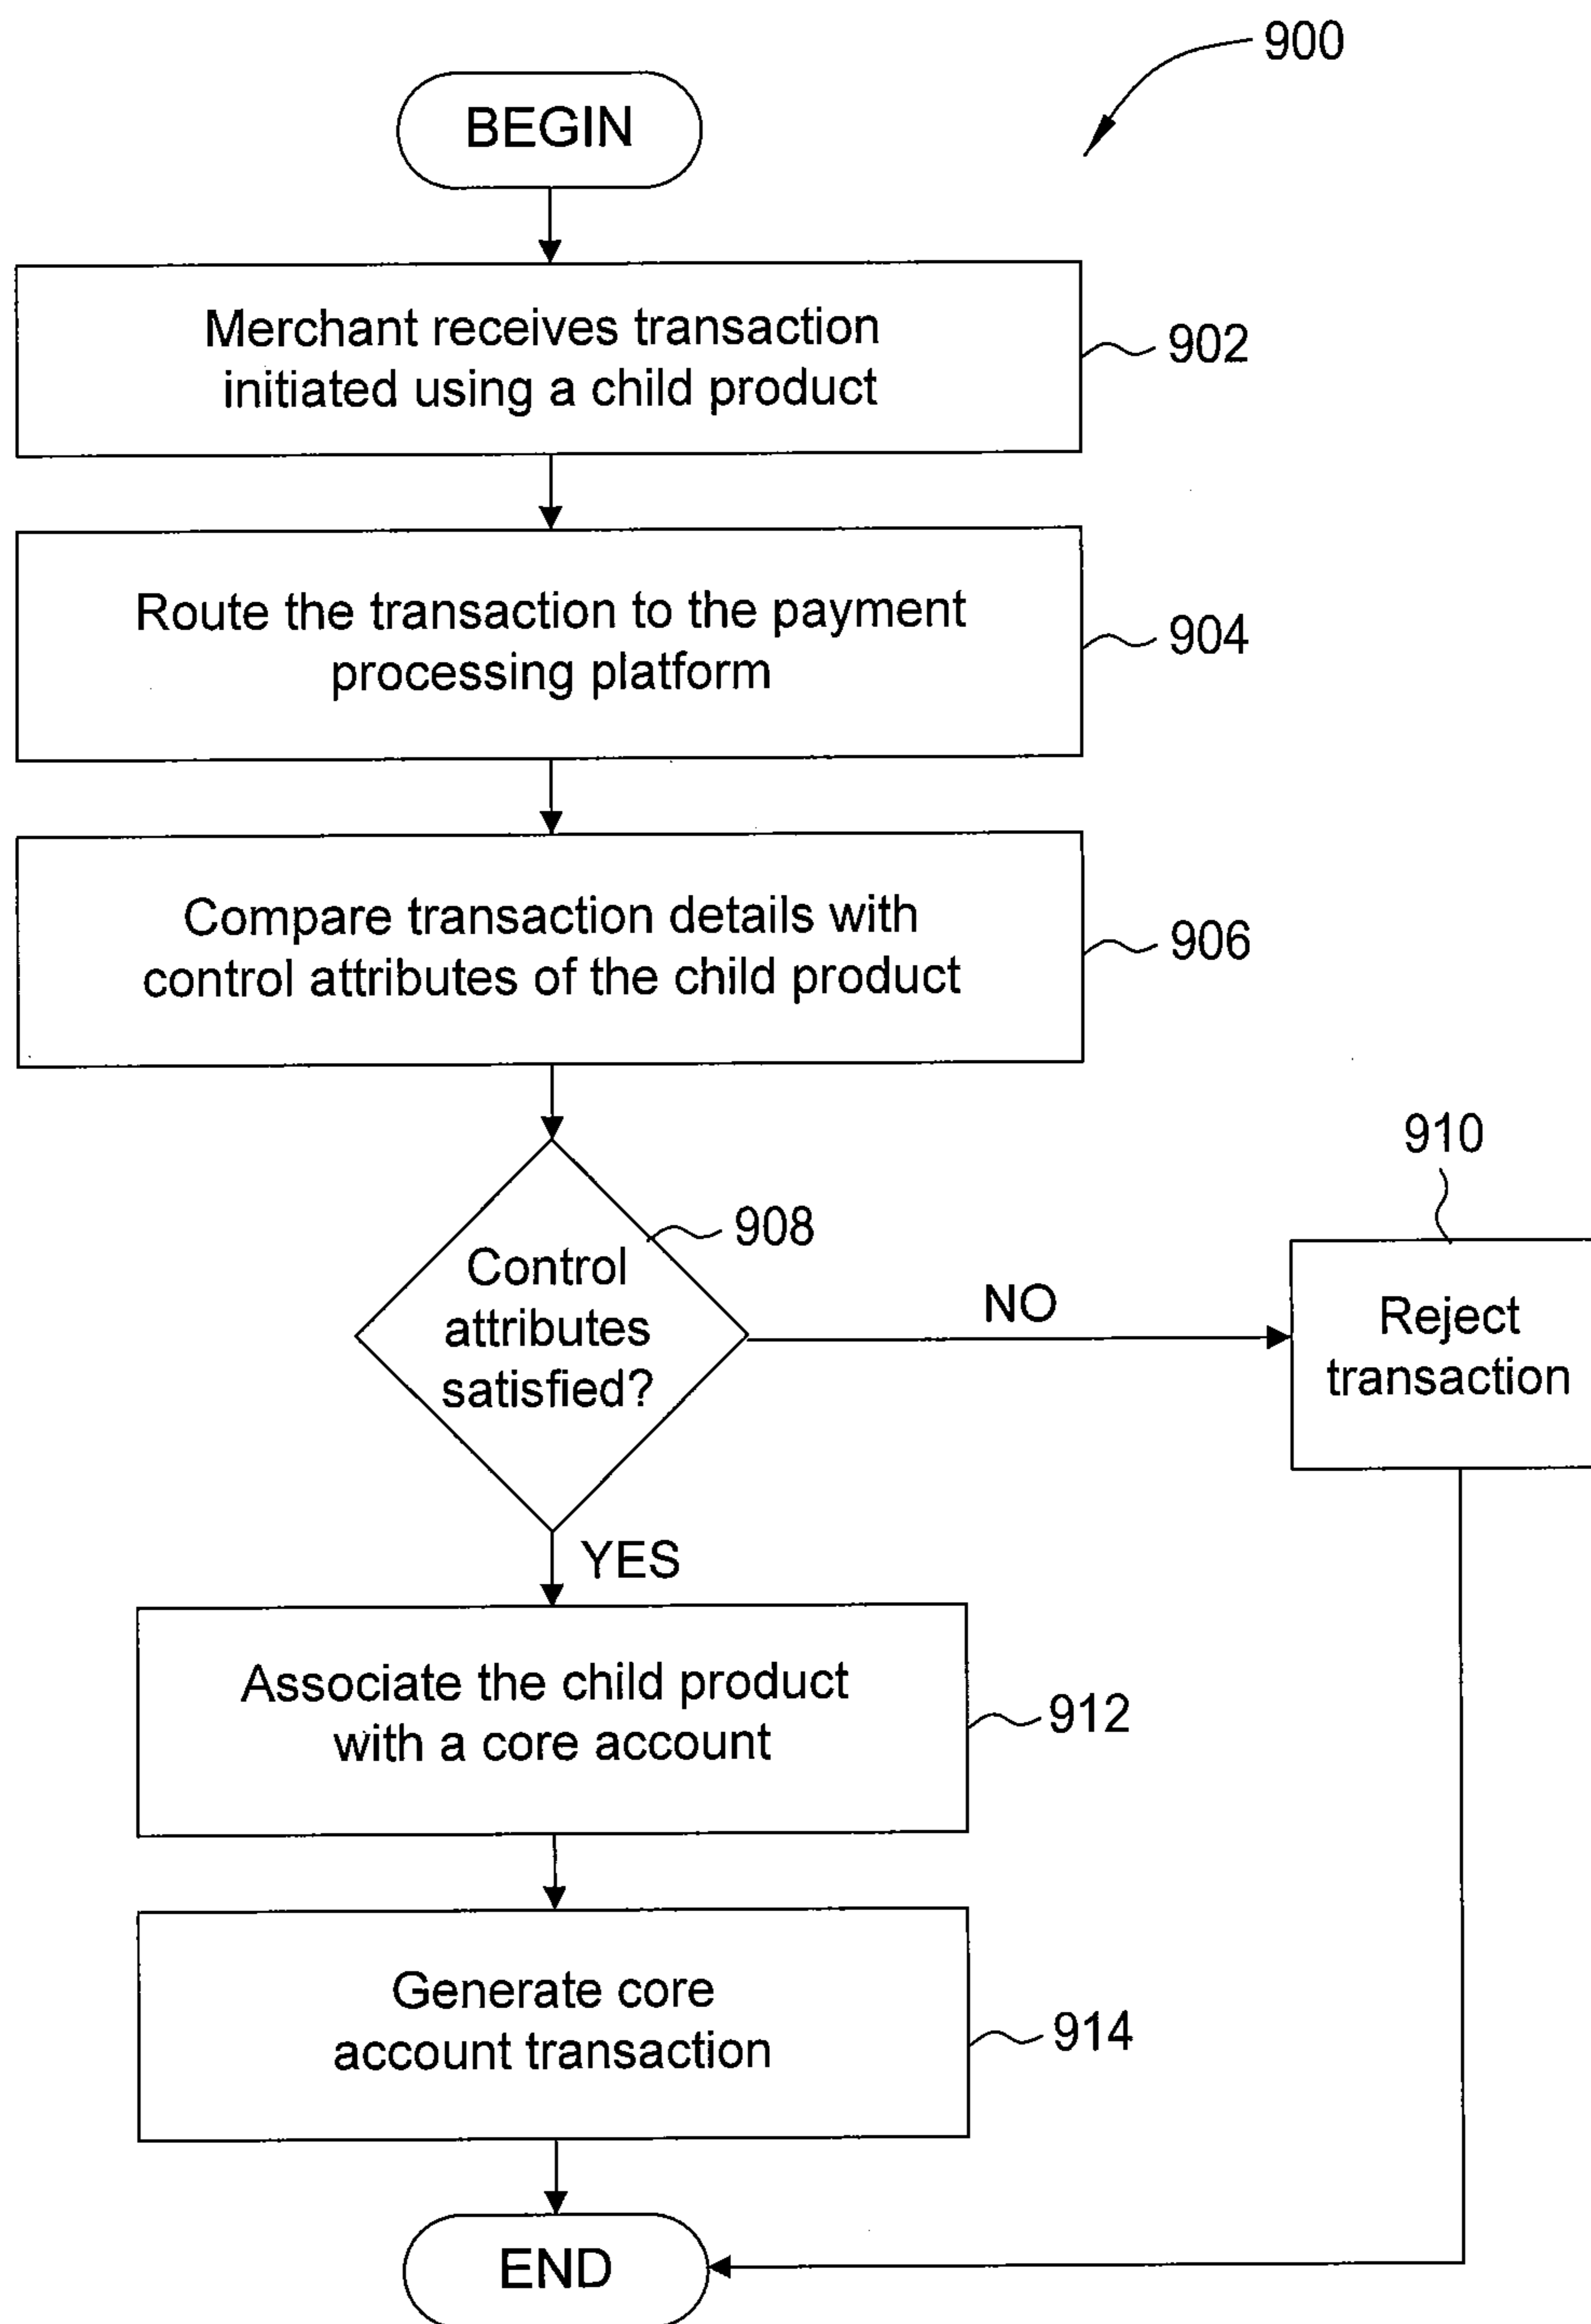 900
BEGIN
Merchant receives transaction
initiated using a child product
902
Route the transaction to the payment
processing platform
904
Compare transaction details with
control attributes of the child product
906
Control
attributes
satisfied?
908
NO
910
Reject
transaction
YES
Associate the child product
with a core account
912
Generate core
account transaction
914
END